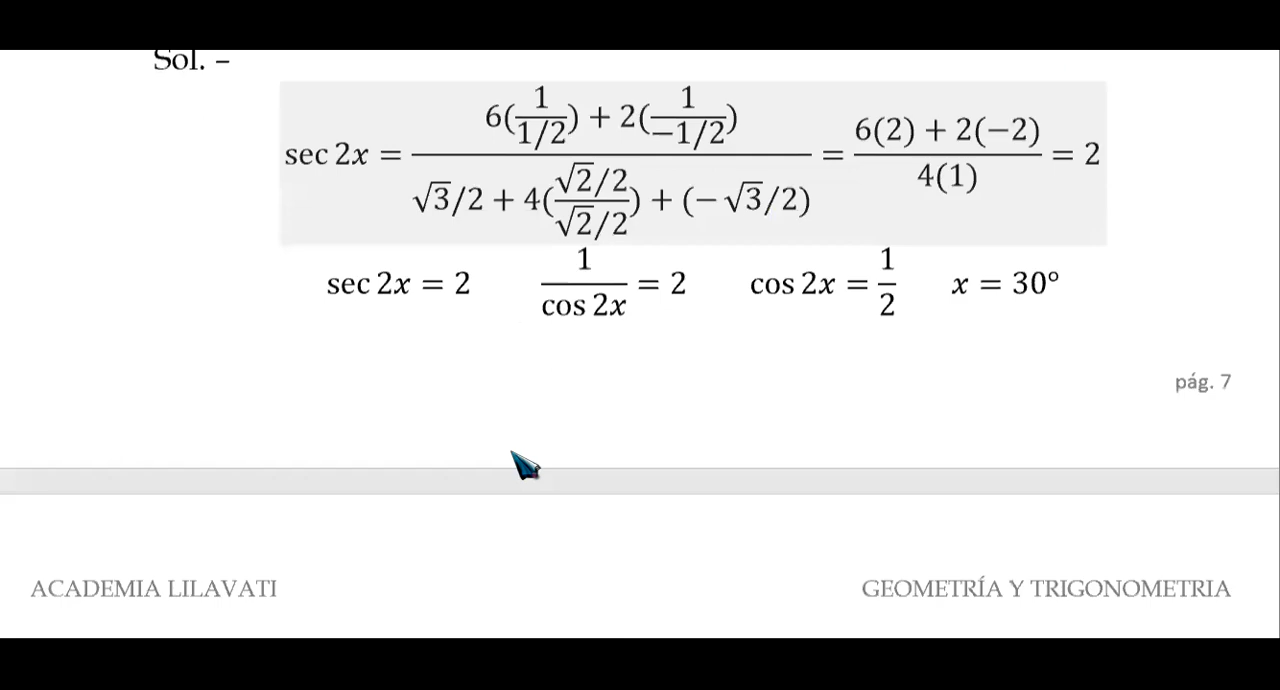 Sol. –
sec 2x = (6(1/(1/2)) + 2(1/(−1/2)))/(√3/2 + 4((√2/2)/(√2/2)) + (−√3/2)) = (6(2) + 2(−2))/(4(1)) = 2
sec 2x = 2 1/(cos 2x) = 2 cos 2x = 1/2 x = 30°
pág. 7
ACADEMIA LILAVATI GEOMETRÍA Y TRIGONOMETRIA